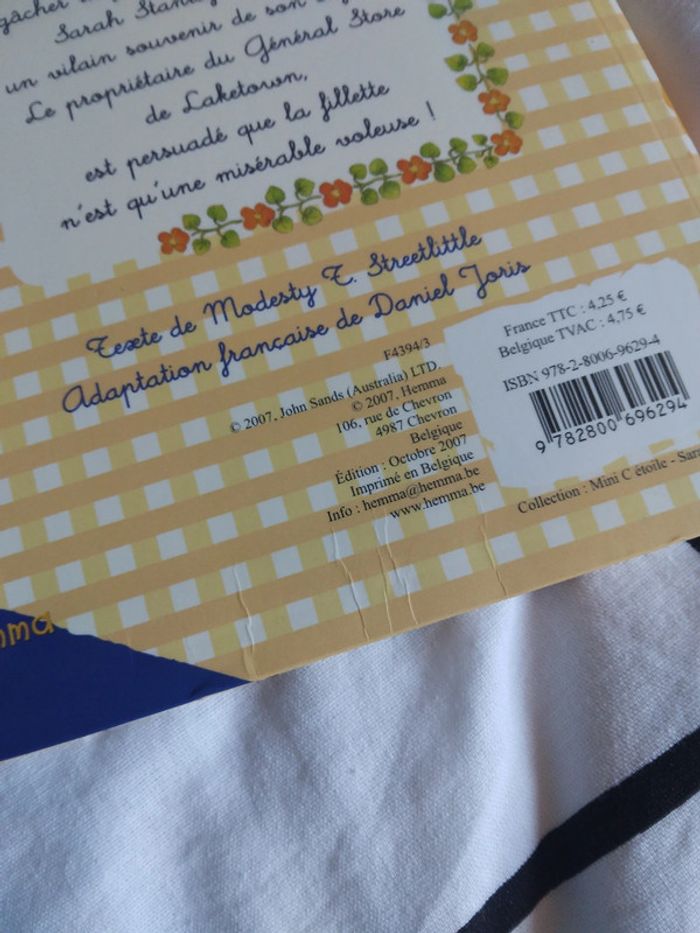 gâcher
Sarah
un vilain souvenir de son
Le propriétaire du Général Store
de Laketown,
est persuadé que la fillette
n'est qu'une misérable voleuse !
Texte de Modesty T. Streetlittle
Adaptation française de Daniel Joris
F4394/3
© 2007, John Sands (Australia) LTD.
© 2007, Hemma
106, rue de Chevron
4987 Chevron
Belgique
Édition : Octobre 2007
Imprimé en Belgique
Info : hemma@hemma.be
www.hemma.be
France TTC : 4,25 €
Belgique TVAC : 4,75 €
ISBN 978-2-8006-9629-4
9 782800 696294
Collection : Mini C étoile - Sara
mma